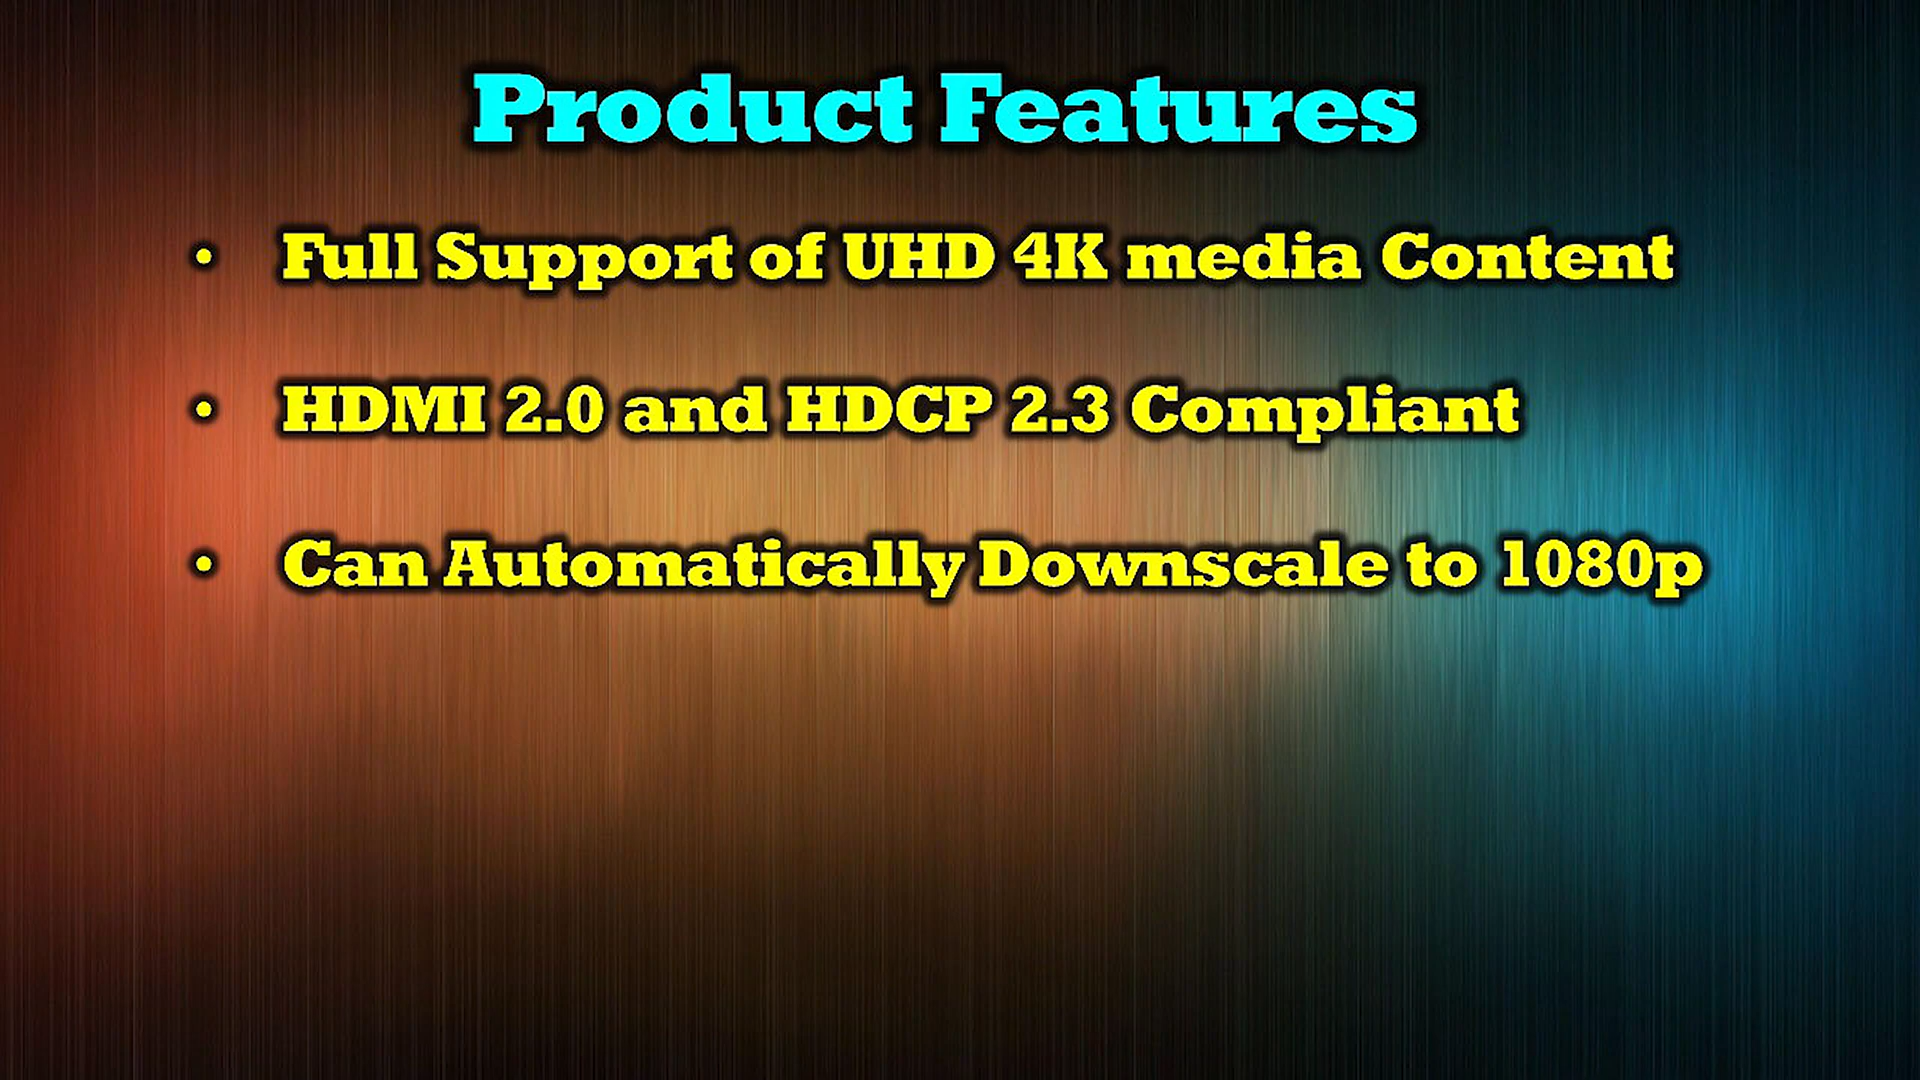 Product Features
• Full Support of UHD 4K media Content
• HDMI 2.0 and HDCP 2.3 Compliant
• Can Automatically Downscale to 1080p